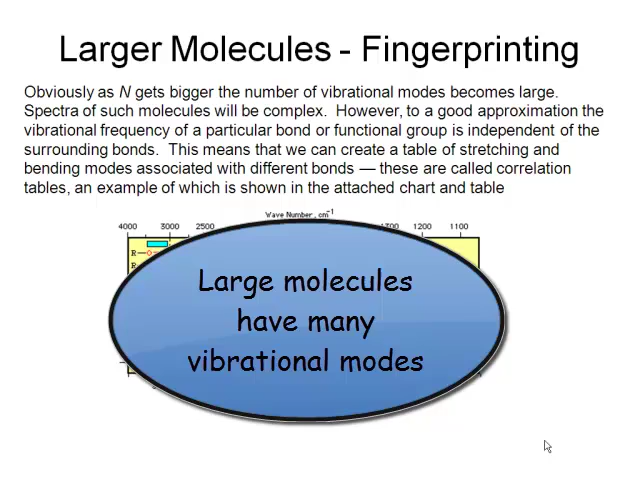 Larger Molecules - Fingerprinting
Obviously as N gets bigger the number of vibrational modes becomes large.
Spectra of such molecules will be complex. However, to a good approximation the
vibrational frequency of a particular bond or functional group is independent of the
surrounding bonds. This means that we can create a table of stretching and
bending modes associated with different bonds — these are called correlation
tables, an example of which is shown in the attached chart and table
Wave Number, cm-1
4000 3000 2500 1200 1100
R—O
Large molecules
have many
vibrational modes